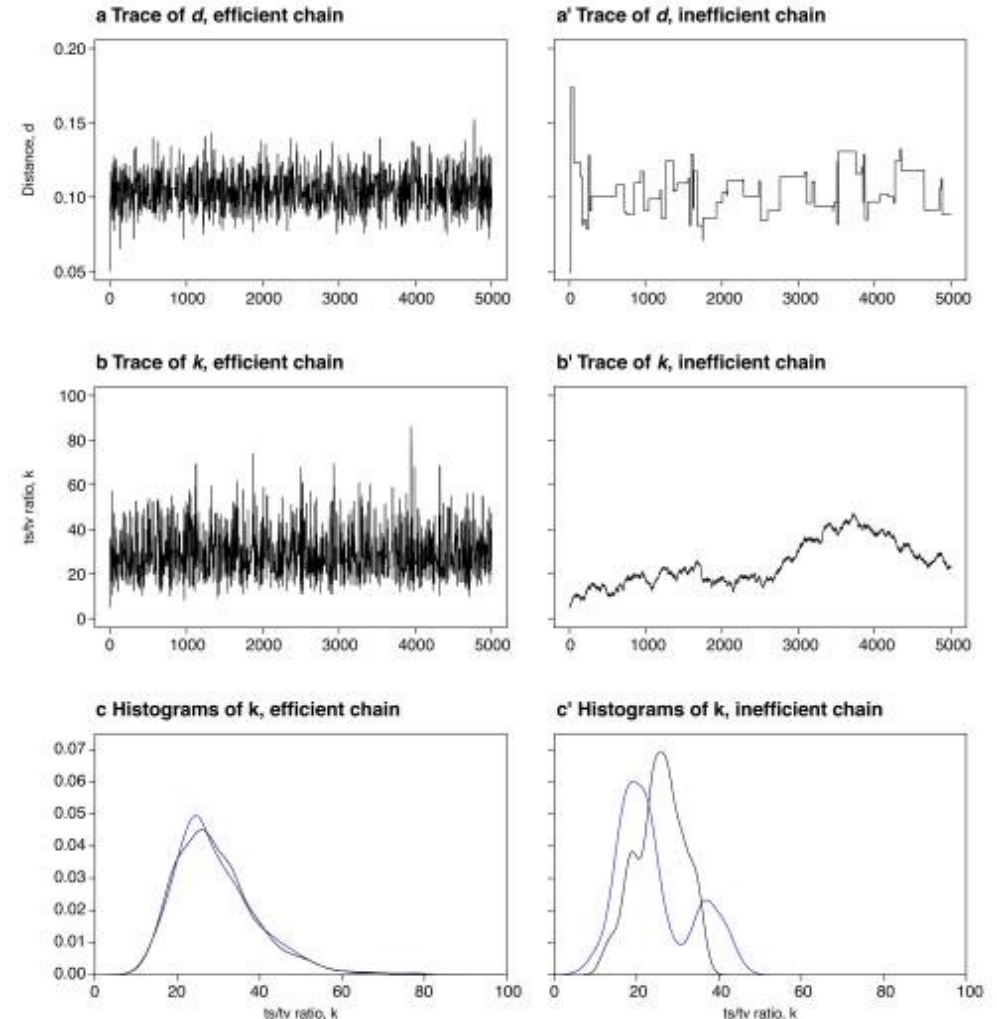 a Trace of d, efficient chain
a' Trace of d, inefficient chain
0.20
0.15
0.10
0.05
Distance, d
0 1000 2000 3000 4000 5000
0 1000 2000 3000 4000 5000
b Trace of k, efficient chain
b' Trace of k, inefficient chain
100
80
60
40
20
0
ts/tv ratio, k
0 1000 2000 3000 4000 5000
0 1000 2000 3000 4000 5000
c Histograms of k, efficient chain
c' Histograms of k, inefficient chain
0.07
0.06
0.05
0.04
0.03
0.02
0.01
0.00
0 20 40 60 80 100
0 20 40 60 80 100
ts/tv ratio, k
ts/tv ratio, k